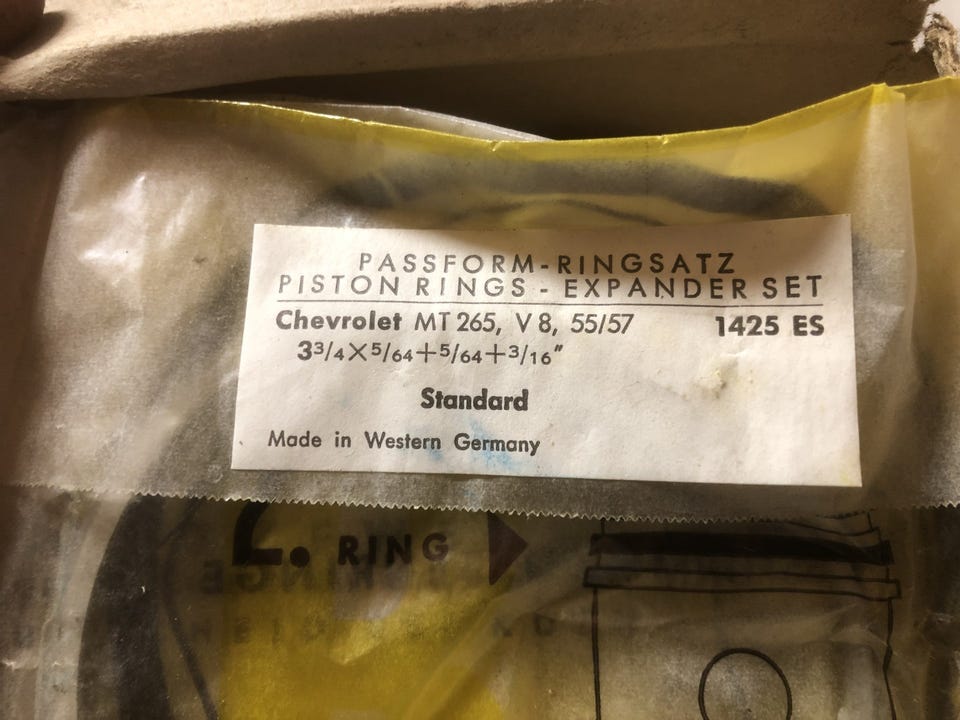 PASSFORM-RINGSATZ
PISTON RINGS - EXPANDER SET
Chevrolet MT 265, V 8, 55/57 1425 ES
3 3/4 X 5/64 + 5/64 + 3/16"
Standard
Made in Western Germany
2. RING